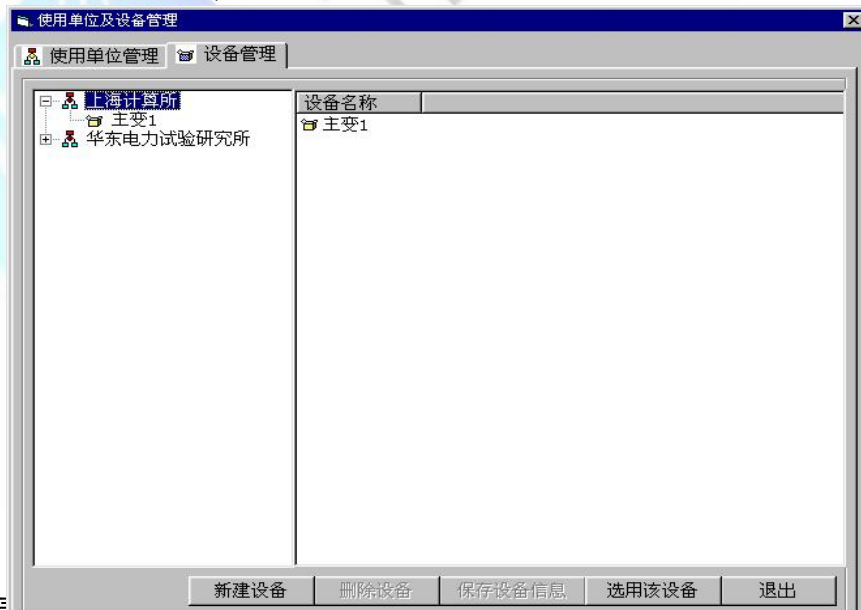 使用单位及设备管理
使用单位管理 设备管理
上海计算所
主变1
华东电力试验研究所
设备名称
主变1
新建设备 删除设备 保存设备信息 选用该设备 退出